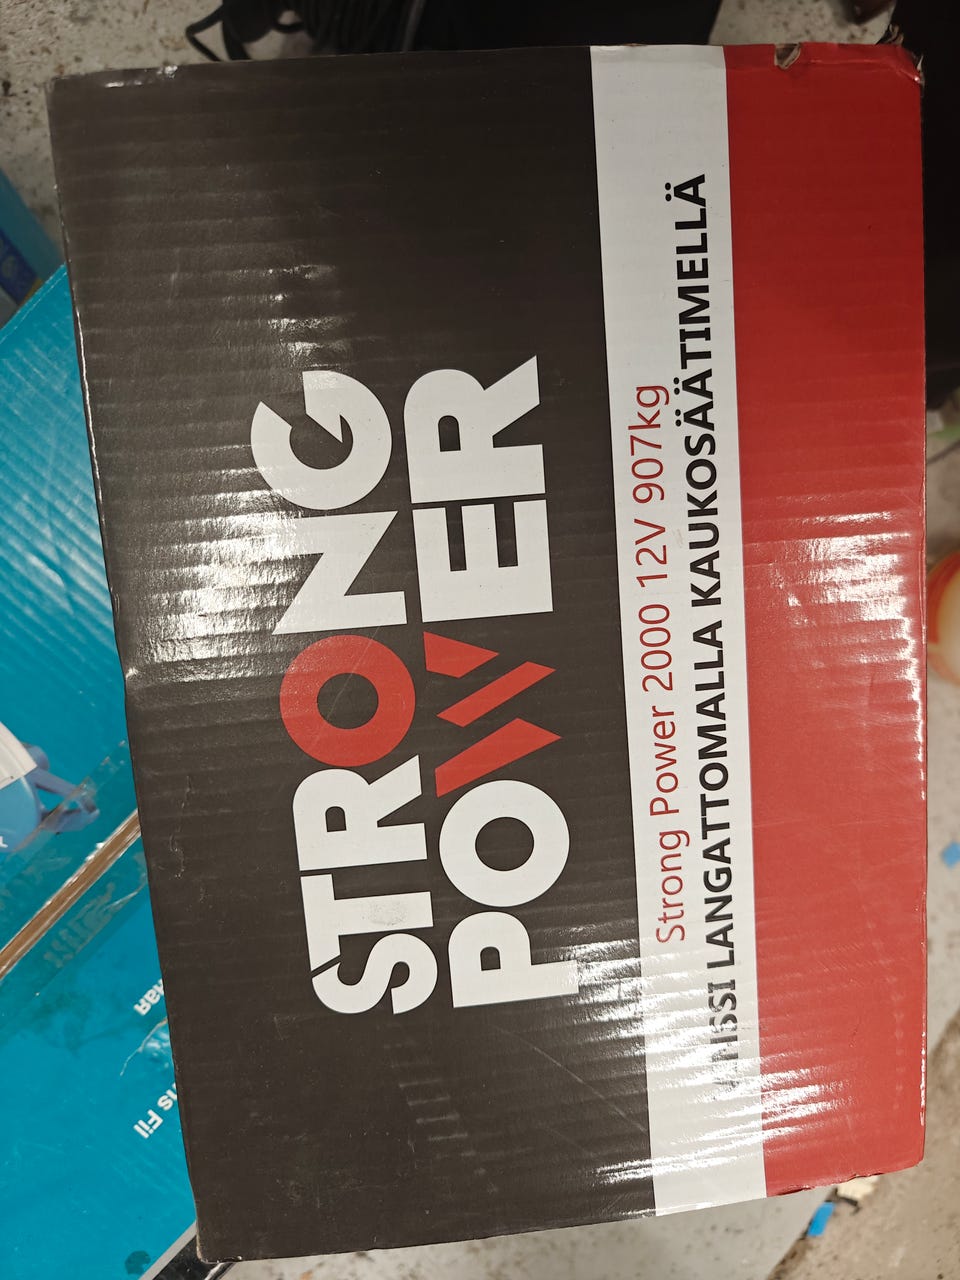 STRONG
POWER
Strong Power 2000 12V 907kg
VINSSI LANGATTOMALLA KAUKOSÄÄTIMELLÄ